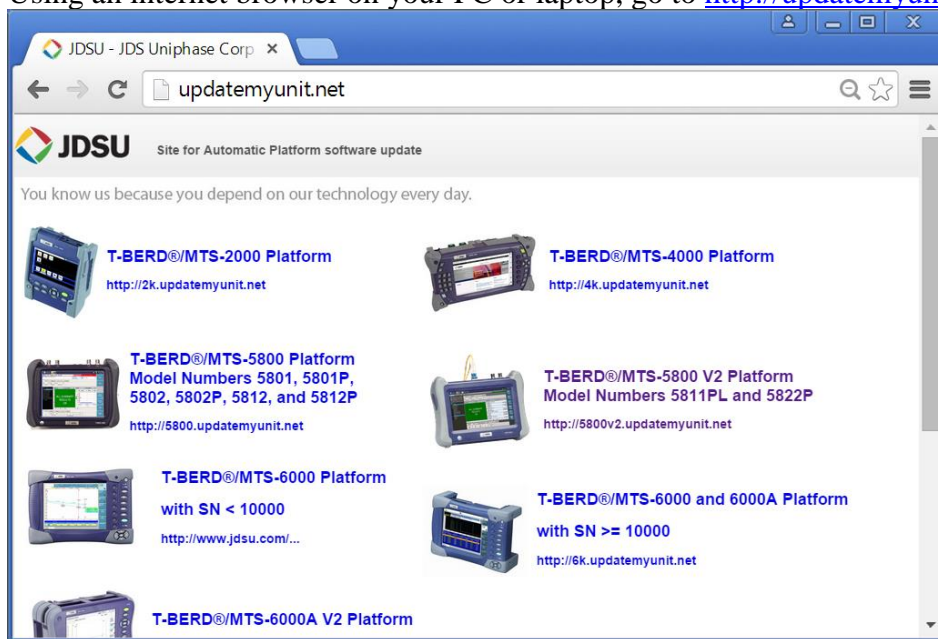 Using an internet browser on your PC or laptop, go to
JDSU - JDS Uniphase Corp
updatemyunit.net
JDSU Site for Automatic Platform software update
You know us because you depend on our technology every day.
T-BERD®/MTS-2000 Platform
http://2k.updatemyunit.net
T-BERD®/MTS-4000 Platform
http://4k.updatemyunit.net
T-BERD®/MTS-5800 Platform
Model Numbers 5801, 5801P,
5802, 5802P, 5812, and 5812P
http://5800.updatemyunit.net
T-BERD®/MTS-5800 V2 Platform
Model Numbers 5811PL and 5822P
http://5800v2.updatemyunit.net
T-BERD®/MTS-6000 Platform
with SN < 10000
http://www.jdsu.com/...
T-BERD®/MTS-6000 and 6000A Platform
with SN >= 10000
http://6k.updatemyunit.net
T-BERD®/MTS-6000A V2 Platform